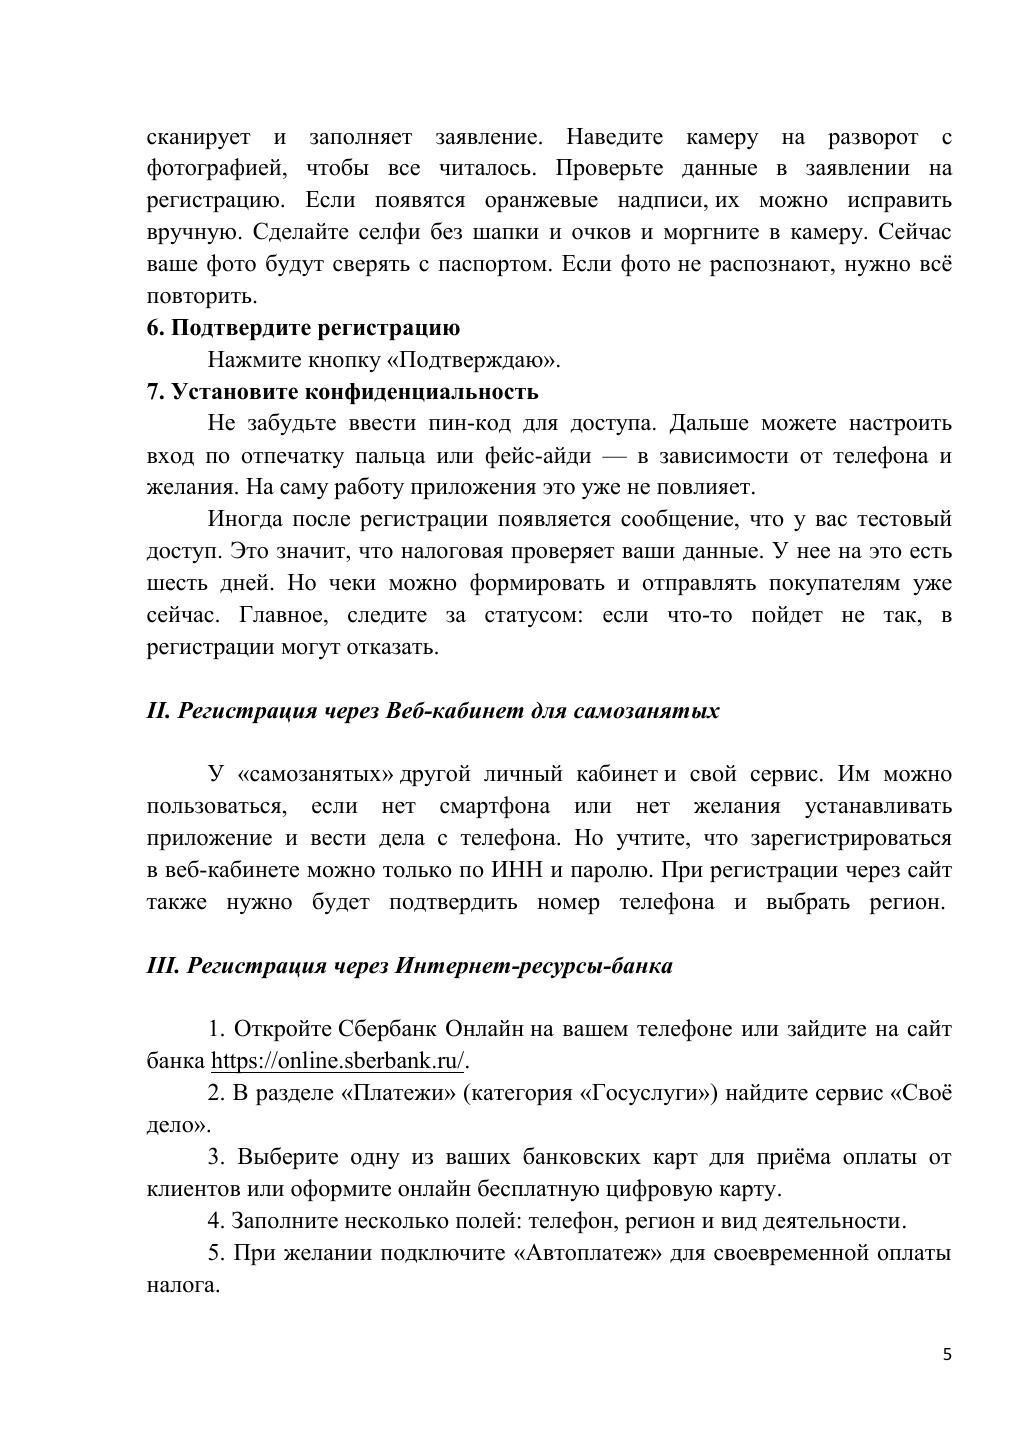 сканирует и заполняет заявление. Наведите камеру на разворот с
фотографией, чтобы все читалось. Проверьте данные в заявлении на
регистрацию. Если появятся оранжевые надписи, их можно исправить
вручную. Сделайте селфи без шапки и очков и моргните в камеру. Сейчас
ваше фото будут сверять с паспортом. Если фото не распознают, нужно всё
повторить.
6. Подтвердите регистрацию
Нажмите кнопку «Подтверждаю».
7. Установите конфиденциальность
Не забудьте ввести пин-код для доступа. Дальше можете настроить
вход по отпечатку пальца или фейс-айди — в зависимости от телефона и
желания. На саму работу приложения это уже не повлияет.
Иногда после регистрации появляется сообщение, что у вас тестовый
доступ. Это значит, что налоговая проверяет ваши данные. У нее на это есть
шесть дней. Но чеки можно формировать и отправлять покупателям уже
сейчас. Главное, следите за статусом: если что-то пойдет не так, в
регистрации могут отказать.
II. Регистрация через Веб-кабинет для самозанятых
У «самозанятых» другой личный кабинет и свой сервис. Им можно
пользоваться, если нет смартфона или нет желания устанавливать
приложение и вести дела с телефона. Но учтите, что зарегистрироваться
в веб-кабинете можно только по ИНН и паролю. При регистрации через сайт
также нужно будет подтвердить номер телефона и выбрать регион.
III. Регистрация через Интернет-ресурсы-банка
1. Откройте Сбербанк Онлайн на вашем телефоне или зайдите на сайт
банка https://online.sberbank.ru/.
2. В разделе «Платежи» (категория «Госуслуги») найдите сервис «Своё
дело».
3. Выберите одну из ваших банковских карт для приёма оплаты от
клиентов или оформите онлайн бесплатную цифровую карту.
4. Заполните несколько полей: телефон, регион и вид деятельности.
5. При желании подключите «Автоплатеж» для своевременной оплаты
налога.
5